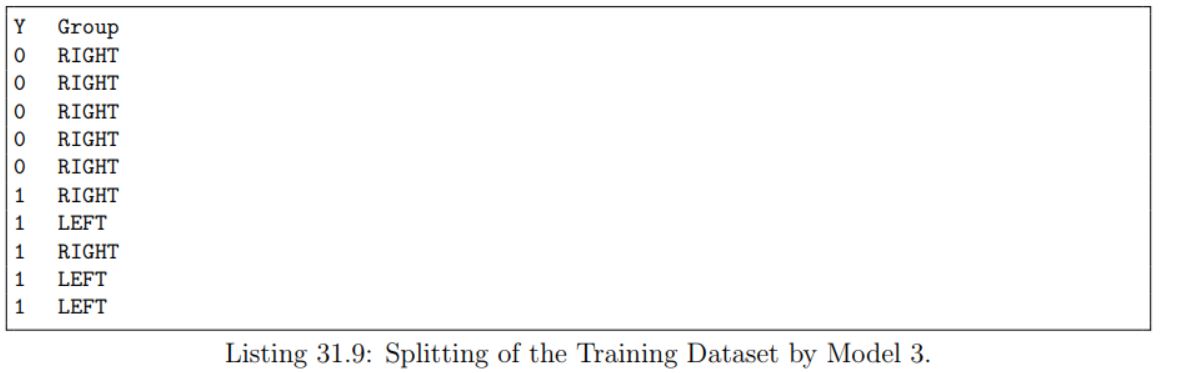 Y Group
0 RIGHT
0 RIGHT
0 RIGHT
0 RIGHT
0 RIGHT
1 RIGHT
1 LEFT
1 RIGHT
1 LEFT
1 LEFT
Listing 31.9: Splitting of the Training Dataset by Model 3.